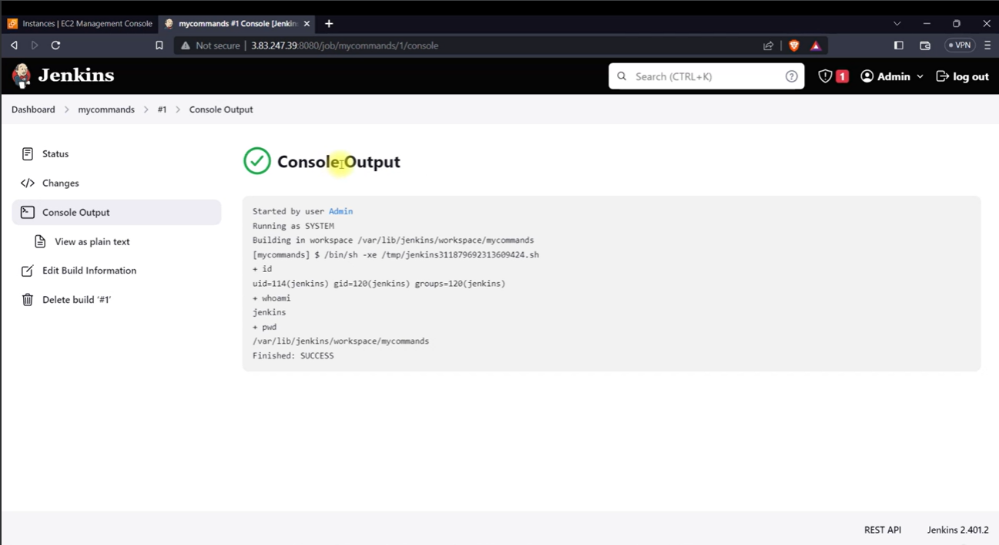 Instances | EC2 Management Console
mycommands #1 Console [Jenkin
Not secure | 3.83.247.39:8080/job/mycommands/1/console
VPN
Jenkins
Search (CTRL+K)
1
Admin
log out
Dashboard > mycommands > #1 > Console Output
Status
Changes
Console Output
View as plain text
Edit Build Information
Delete build ‘#1’
Console Output
Started by user Admin
Running as SYSTEM
Building in workspace /var/lib/jenkins/workspace/mycommands
[mycommands] $ /bin/sh -xe /tmp/jenkins311879692313609424.sh
+ id
uid=114(jenkins) gid=120(jenkins) groups=120(jenkins)
+ whoami
jenkins
+ pwd
/var/lib/jenkins/workspace/mycommands
Finished: SUCCESS
REST API
Jenkins 2.401.2